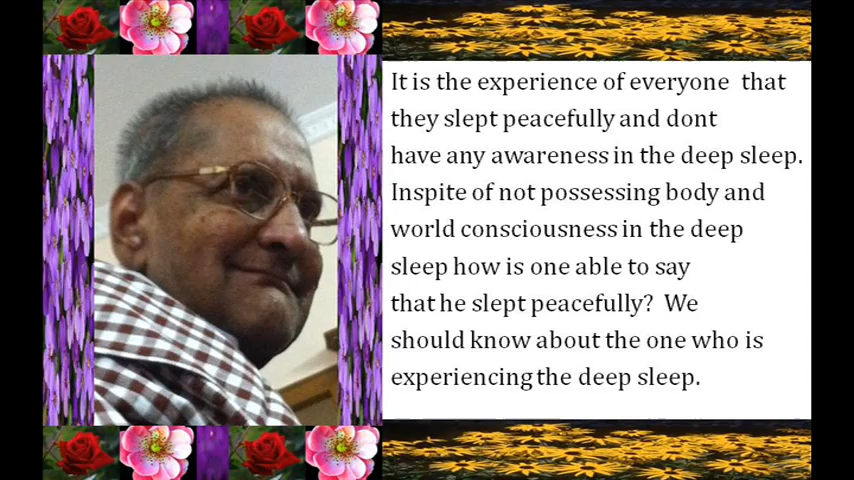 It is the experience of everyone that
they slept peacefully and dont
have any awareness in the deep sleep.
Inspite of not possessing body and
world consciousness in the deep
sleep how is one able to say
that he slept peacefully? We
should know about the one who is
experiencing the deep sleep.